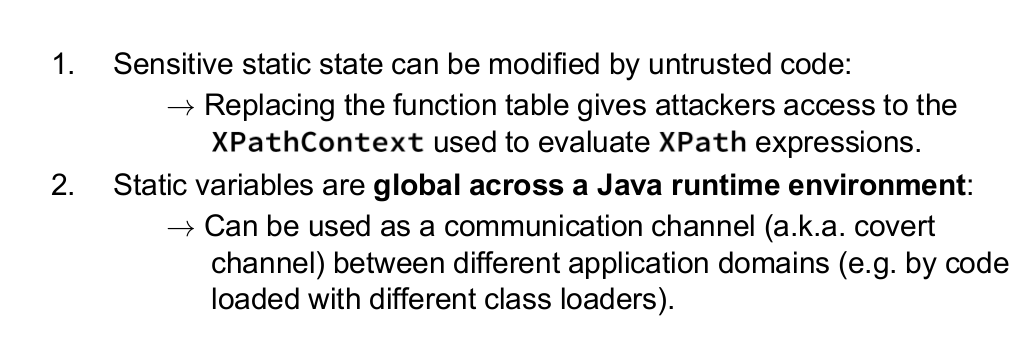 1. Sensitive static state can be modified by untrusted code:
→ Replacing the function table gives attackers access to the
XPathContext used to evaluate XPath expressions.
2. Static variables are global across a Java runtime environment:
→ Can be used as a communication channel (a.k.a. covert
channel) between different application domains (e.g. by code
loaded with different class loaders).